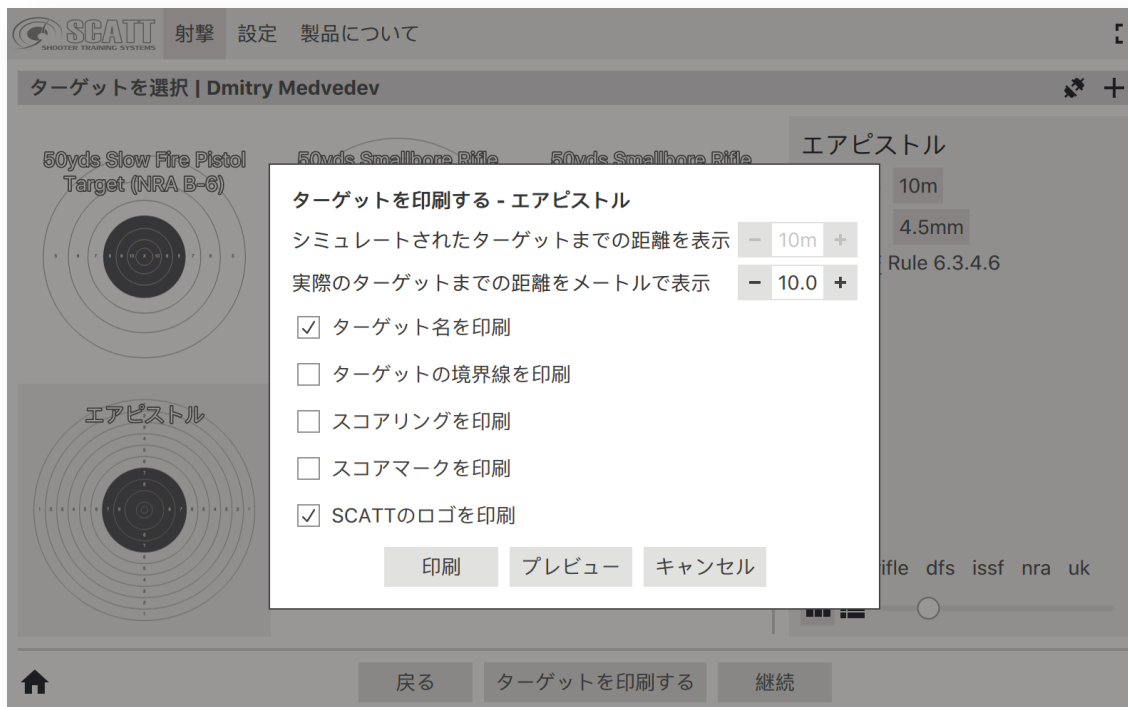 SCATT
SHOOTER TRAINING SYSTEMS
射撃
設定
製品について
ターゲットを選択 | Dmitry Medvedev
50yds Slow Fire Pistol
Target (NRA B-6)
50yds Smallbore Rifle
50yds Smallbore Rifle
エアピストル
10m
4.5mm
Rule 6.3.4.6
ターゲットを印刷する - エアピストル
シミュレートされたターゲットまでの距離を表示 − 10m +
実際のターゲットまでの距離をメートルで表示 − 10.0 +
ターゲット名を印刷
ターゲットの境界線を印刷
スコアリングを印刷
スコアマークを印刷
SCATTのロゴを印刷
印刷
プレビュー
キャンセル
エアピストル
ifle dfs issf nra uk
戻る
ターゲットを印刷する
継続